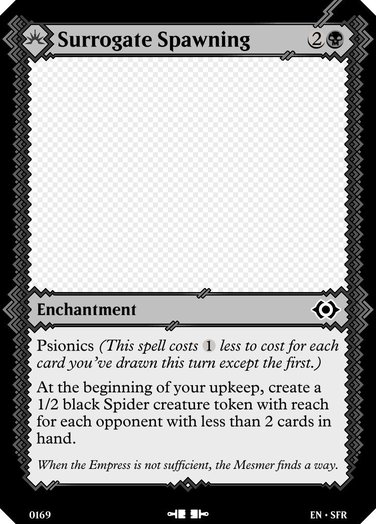 Surrogate Spawning 2
Enchantment
Psionics (This spell costs 1 less to cost for each
card you've drawn this turn except the first.)
At the beginning of your upkeep, create a
1/2 black Spider creature token with reach
for each opponent with less than 2 cards in
hand.
When the Empress is not sufficient, the Mesmer finds a way.
0169 EN • SFR